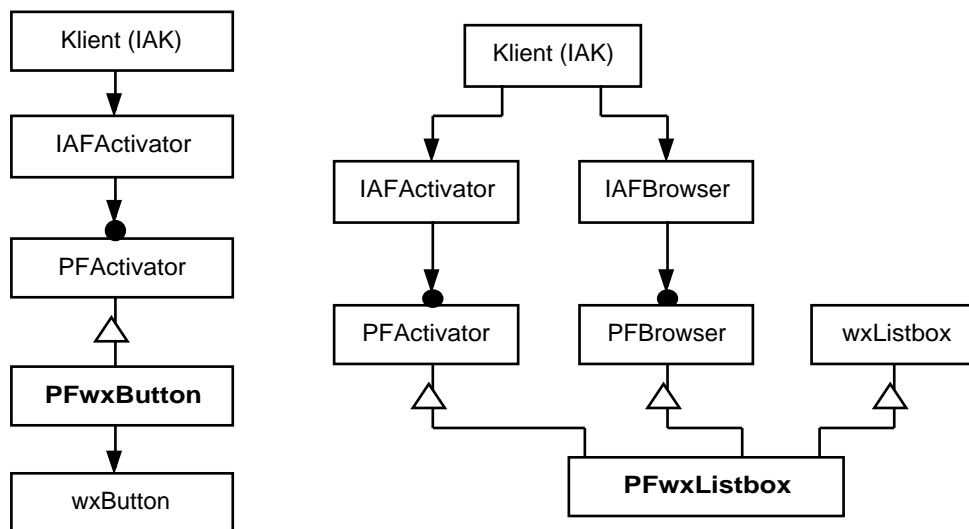 Klient (IAK)
IAFActivator
PFActivator
PFwxButton
wxButton
Klient (IAK)
IAFActivator
IAFBrowser
PFActivator
PFBrowser
wxListbox
PFwxListbox